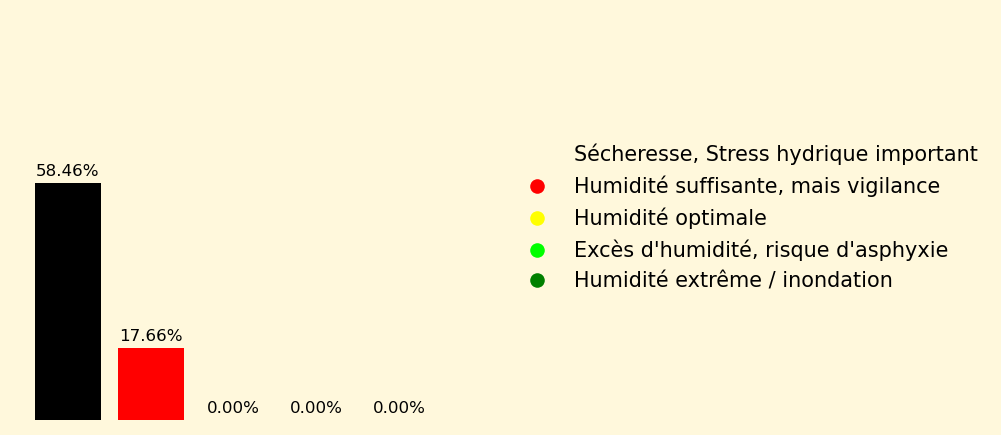 58.46%
17.66%
0.00%
0.00%
0.00%
Sécheresse, Stress hydrique important
Humidité suffisante, mais vigilance
Humidité optimale
Excès d'humidité, risque d'asphyxie
Humidité extrême / inondation